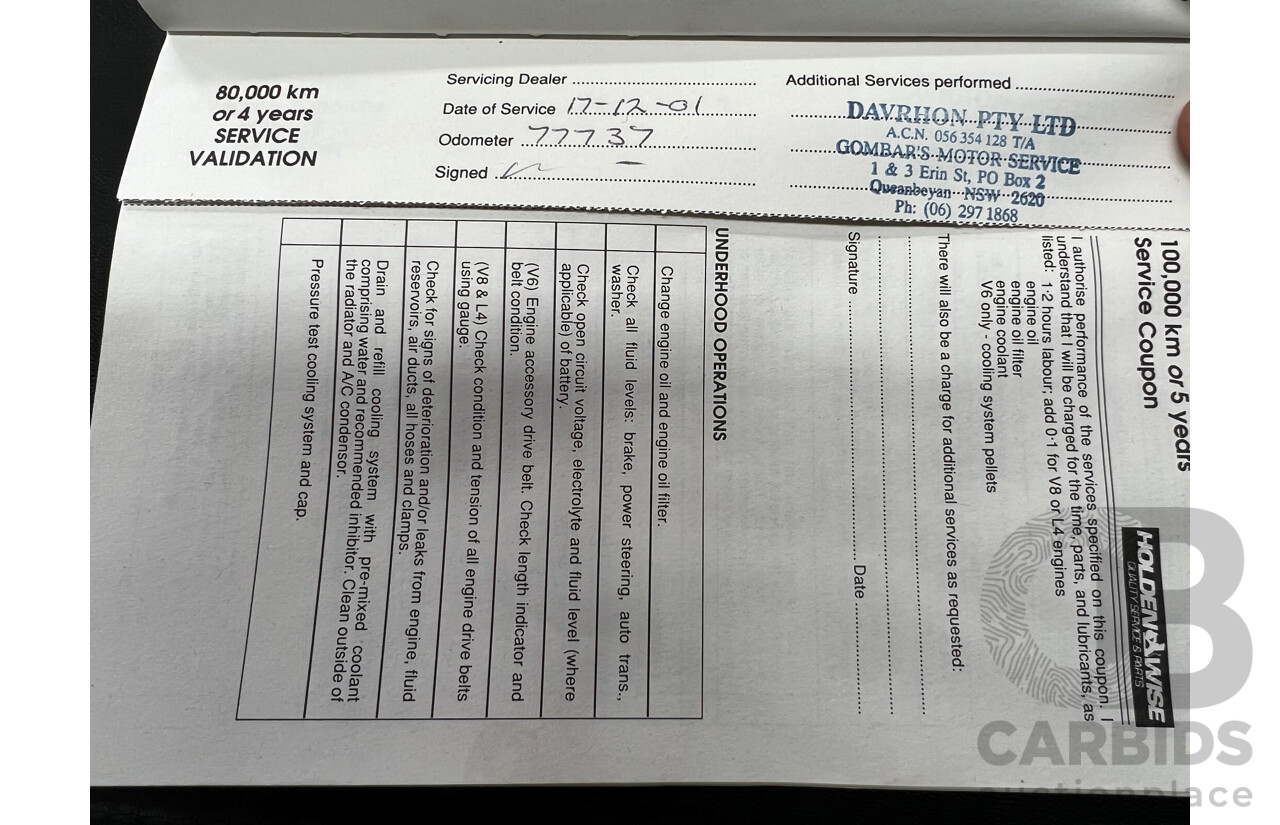 80,000 km
or 4 years
SERVICE
VALIDATION
Servicing Dealer
Date of Service 17-12-01
Odometer 77737
Signed
Additional Services performed
DAVRHON PTY LTD
A.C.N. 056 354 128 T/A
GOMBAR'S MOTOR SERVICE
1 & 3 Erin St, PO Box 2
Queanbeyan NSW 2620
Ph: (06) 297 1868
100,000 km or 5 years
Service Coupon
HOLDEN WISE
QUALITY SERVICE & PARTS
I authorise performance of the services specified on this coupon. I
understand that I will be charged for the time, parts, and lubricants, as
listed: 1·2 hours labour; add 0·1 for V8 or L4 engines
engine oil
engine oil filter
engine coolant
V6 only - cooling system pellets
There will also be a charge for additional services as requested:
Signature Date
UNDERHOOD OPERATIONS
Change engine oil and engine oil filter.
Check all fluid levels: brake, power steering, auto trans.,
washer.
Check open circuit voltage, electrolyte and fluid level (where
applicable) of battery.
(V6) Engine accessory drive belt. Check length indicator and
belt condition.
(V8 & L4) Check condition and tension of all engine drive belts
using gauge.
Check for signs of deterioration and/or leaks from engine, fluid
reservoirs, air ducts, all hoses and clamps.
Drain and refill cooling system with pre-mixed coolant
comprising water and recommended inhibitor. Clean outside of
the radiator and A/C condensor.
Pressure test cooling system and cap.
CB
CARBIDS
auctionplace